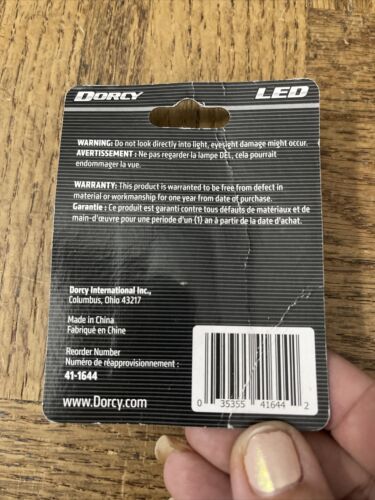 DORCY LED
WARNING: Do not look directly into light, eyesight damage might occur.
AVERTISSEMENT : Ne pas regarder la lampe DEL, cela pourrait
endommager la vue.
WARRANTY: This product is warranted to be free from defect in
material or workmanship for one year from date of purchase.
Garantie : Ce produit est garanti contre tous défauts de matériaux et de
main-d'œuvre pour une periode d'un (1) an à partir de la date d'achat.
Dorcy International Inc.,
Columbus, Ohio 43217
Made in China
Fabriqué en Chine
Reorder Number
Numéro de réapprovisionnement :
41-1644
www.Dorcy.com
0 35355 41644 2